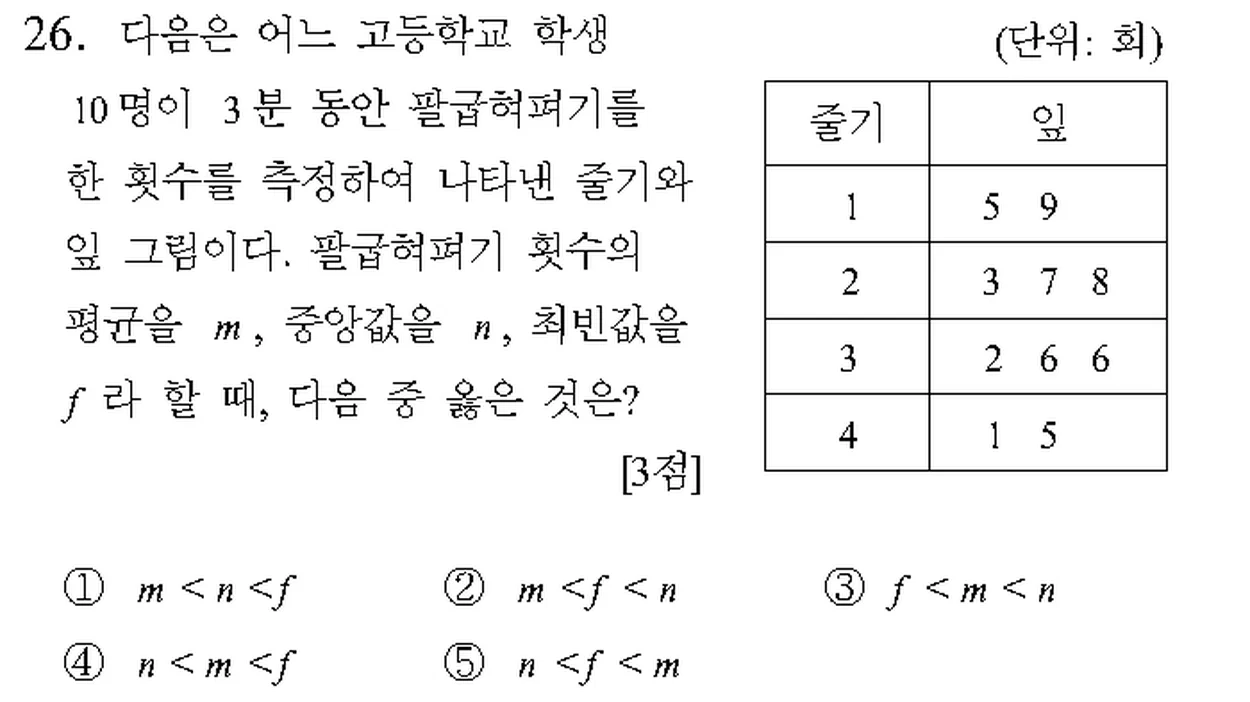 26. 다음은 어느 고등학교 학생
10명이 3분 동안 팔굽혀펴기를
한 횟수를 측정하여 나타낸 줄기와
잎 그림이다. 팔굽혀펴기 횟수의
평균을 m, 중앙값을 n, 최빈값을
f 라 할 때, 다음 중 옳은 것은?
[3점]
(단위: 회)
줄기 잎
1 5 9
2 3 7 8
3 2 6 6
4 1 5
① m < n < f ② m < f < n ③ f < m < n
④ n < m < f ⑤ n < f < m